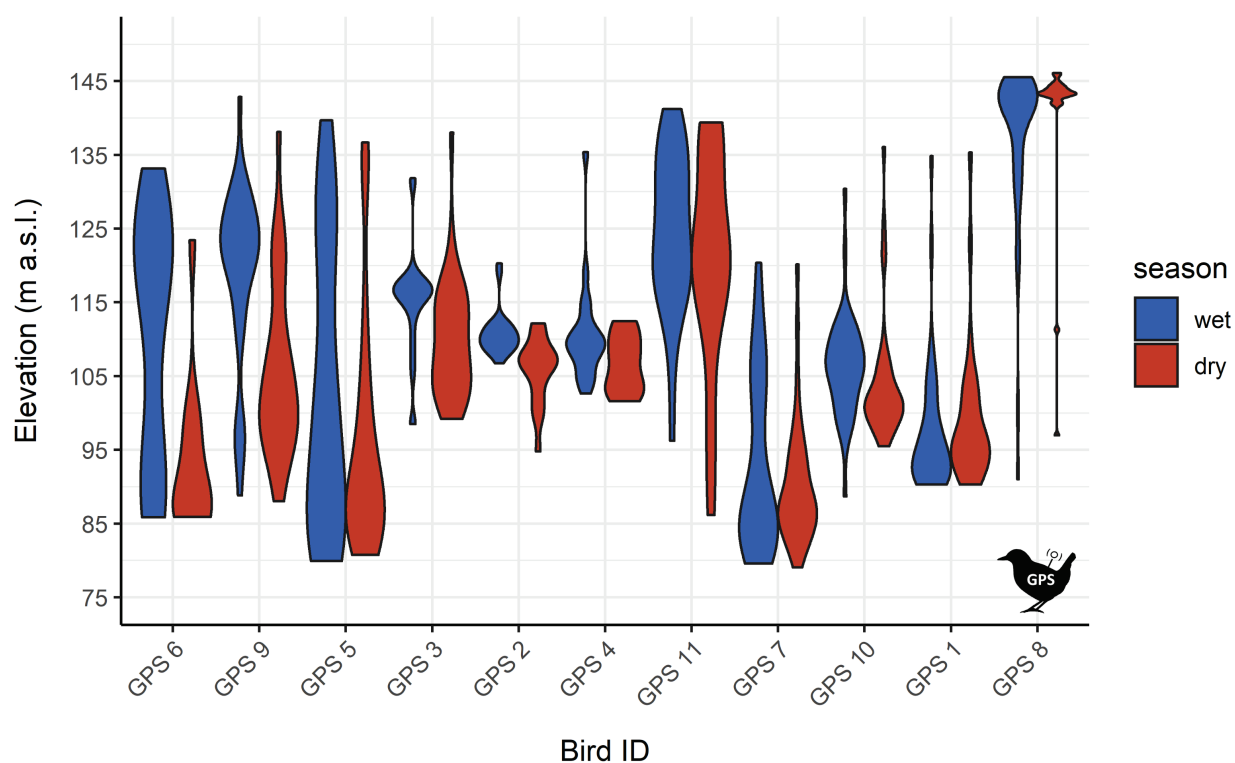 Elevation (m a.s.l.)
145
135
125
115
105
95
85
75
GPS 6
GPS 9
GPS 5
GPS 3
GPS 2
GPS 4
GPS 11
GPS 7
GPS 10
GPS 1
GPS 8
Bird ID
season
wet
dry
GPS